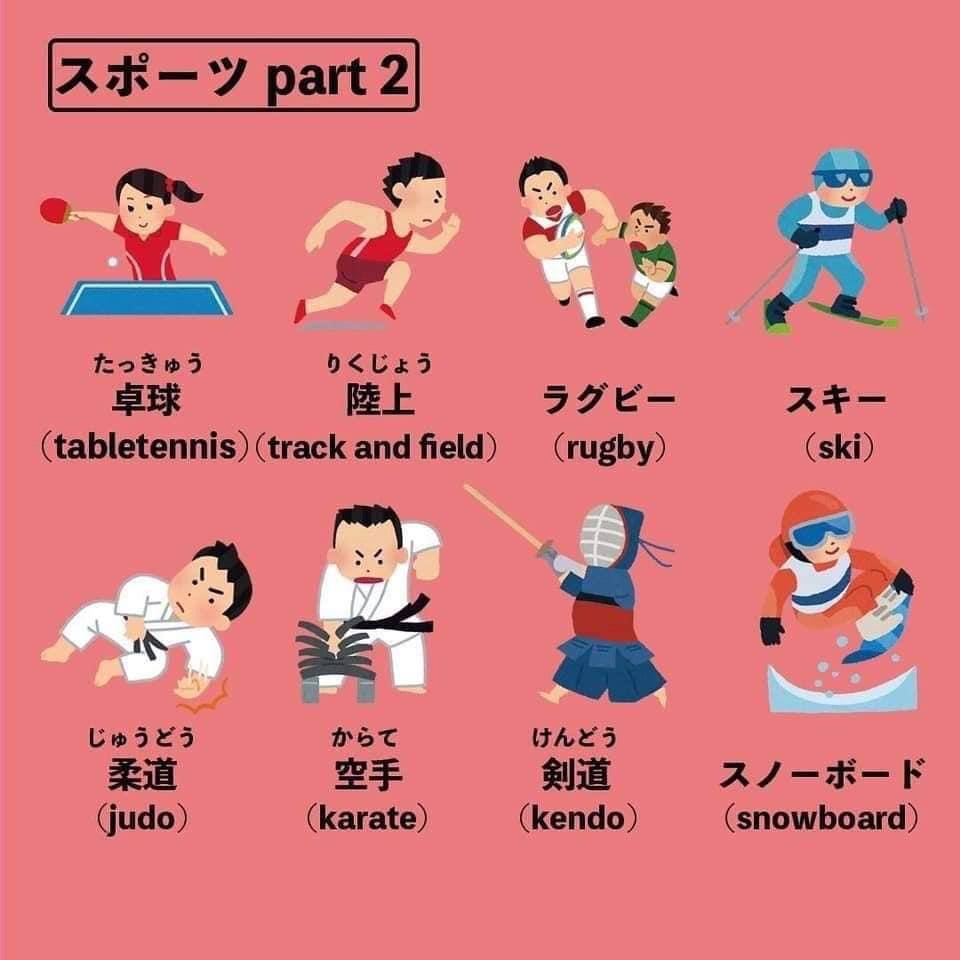 スポーツ part 2
たっきゅう
卓球
（tabletennis）
りくじょう
陸上
（track and field）
ラグビー
（rugby）
スキー
（ski）
じゅうどう
柔道
（judo）
からて
空手
（karate）
けんどう
剣道
（kendo）
スノーボード
（snowboard）